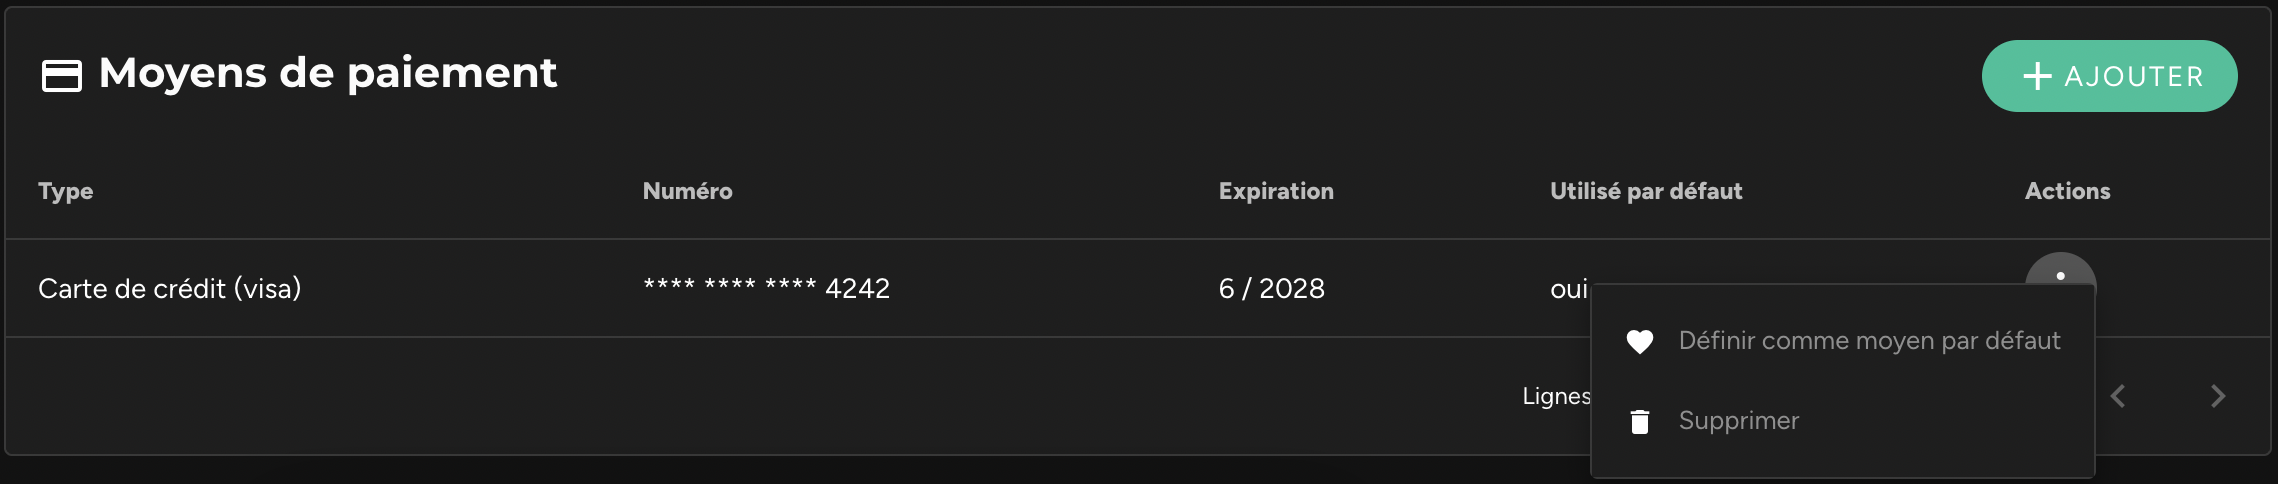 Moyens de paiement
AJOUTER
Type Numéro Expiration Utilisé par défaut Actions
Carte de crédit (visa) **** **** **** 4242 6 / 2028 oui
Définir comme moyen par défaut
Lignes
Supprimer